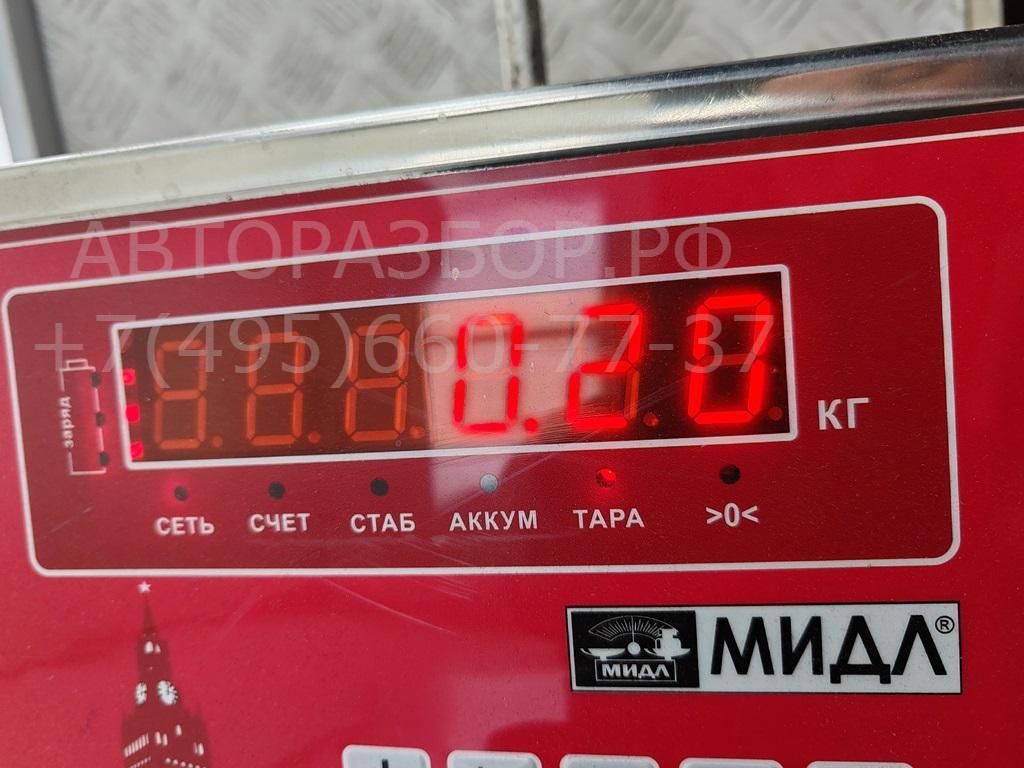 АВТОРАЗБОР.РФ
+7(495)660-77-37
заряд
0.20
КГ
СЕТЬ СЧЕТ СТАБ АККУМ ТАРА >0<
МИДЛ
МИДЛ®